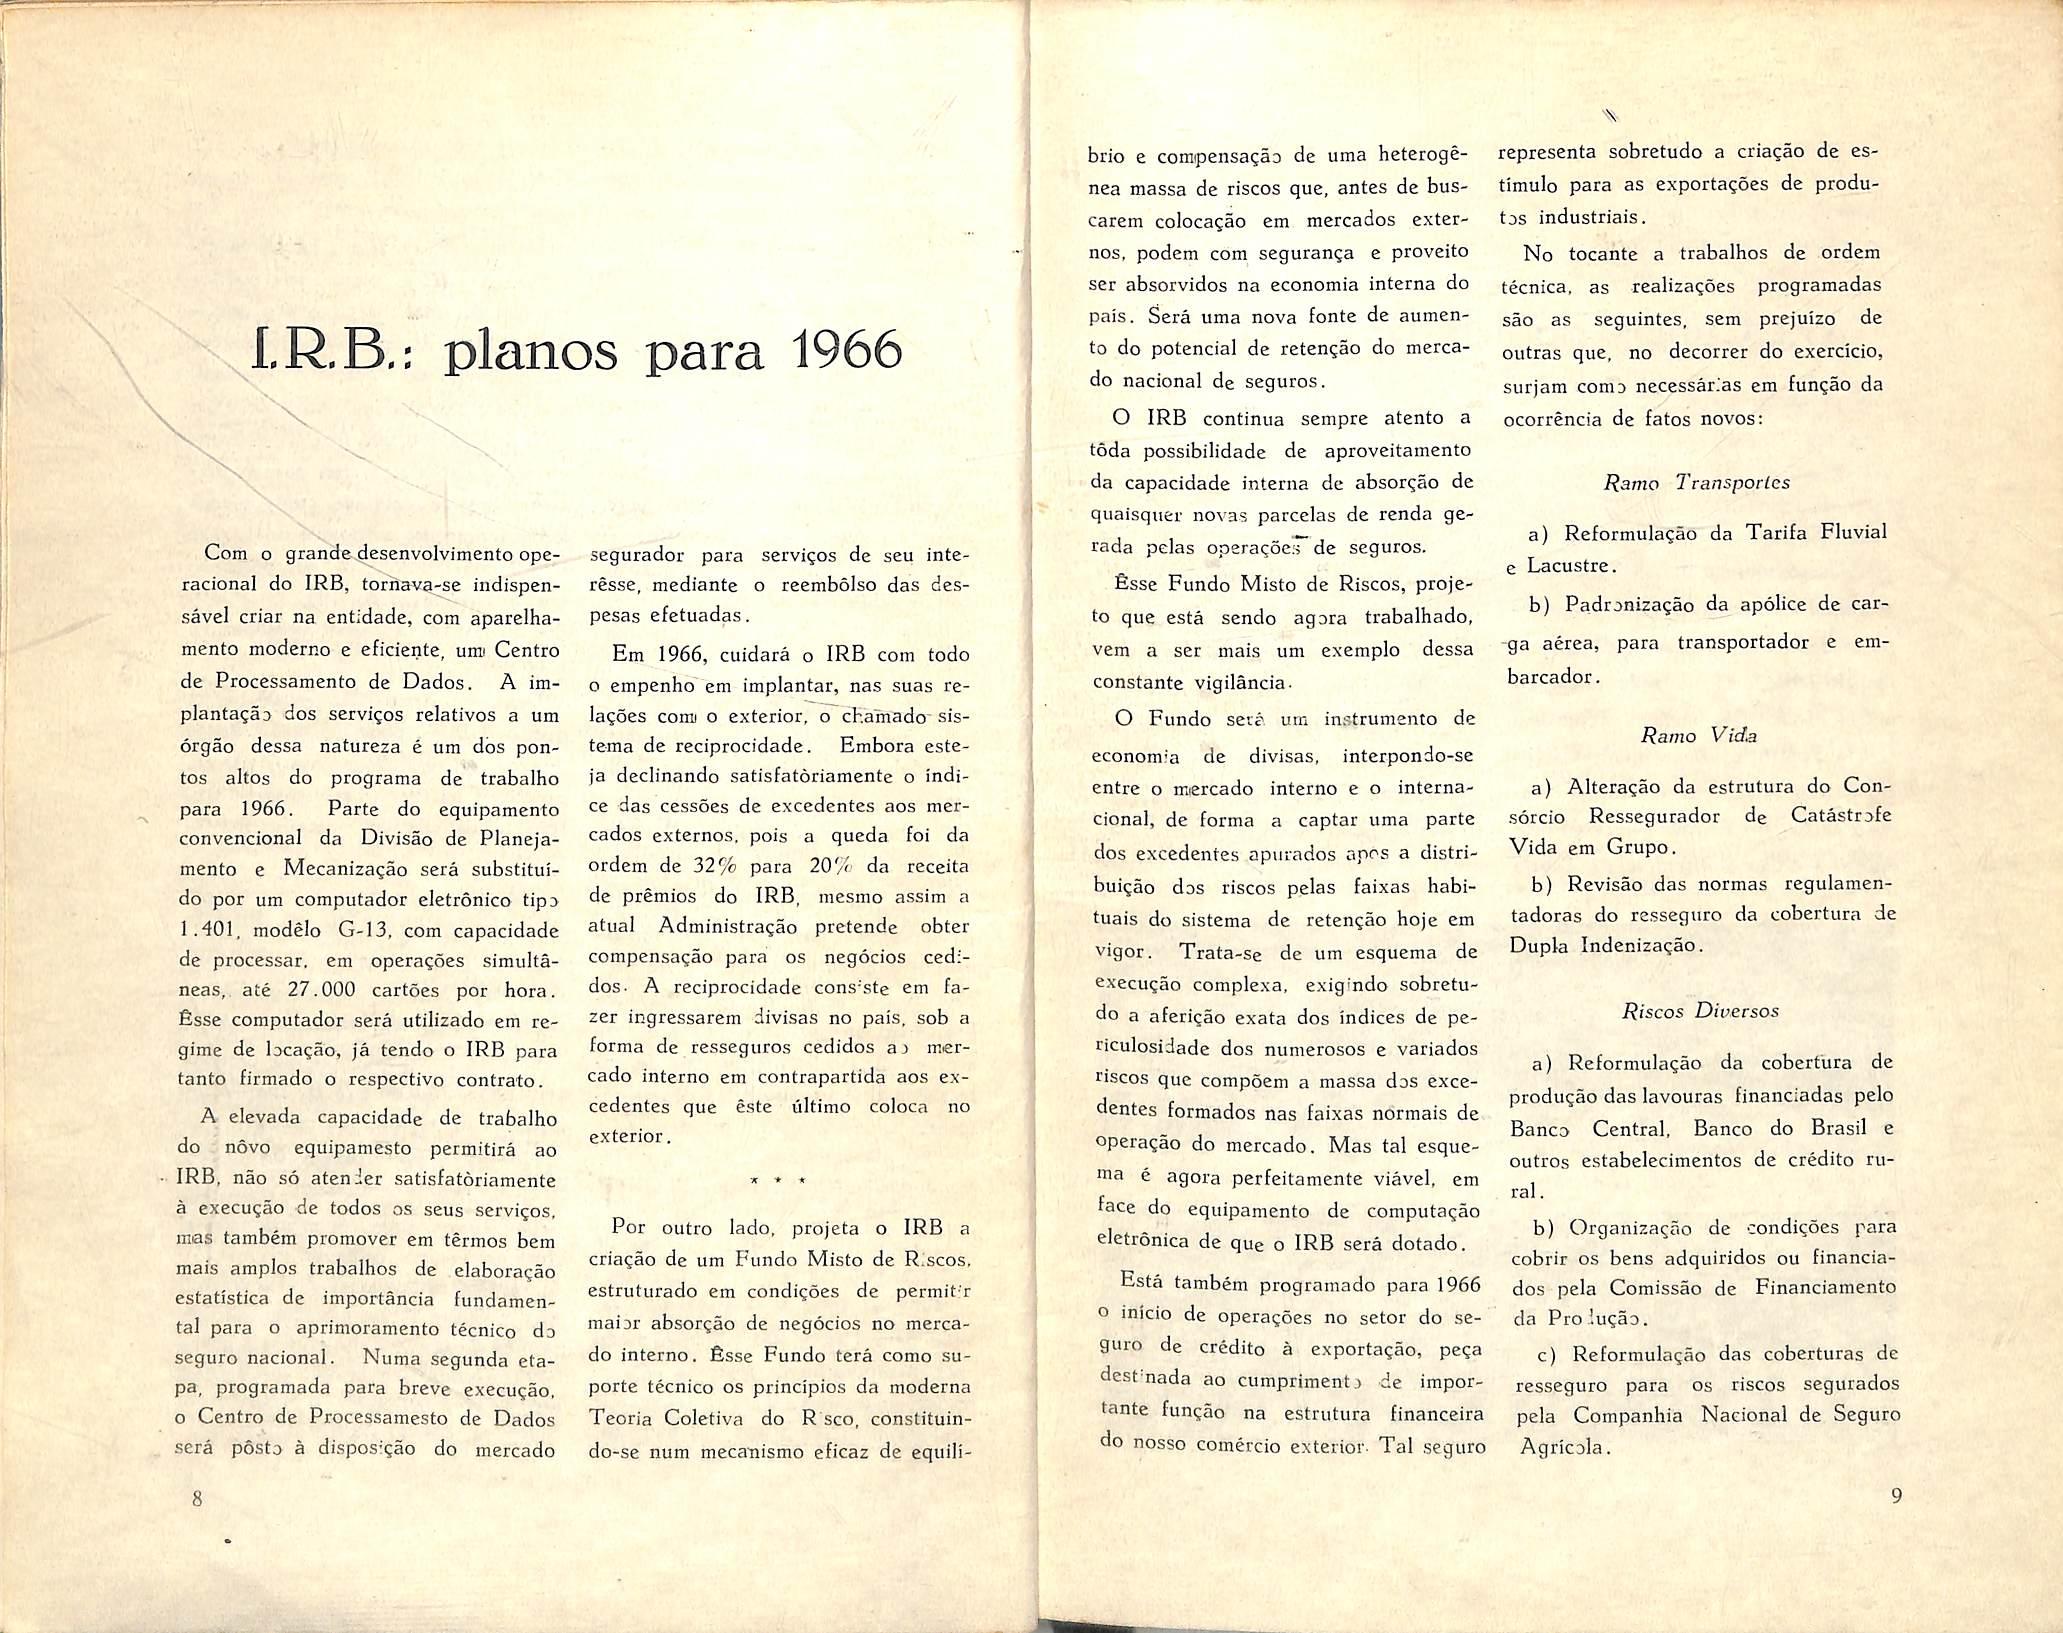 I.R.B.: planos para 1966
Com o grande desenvolvimento ope-
racional do IRB, tornava-se indispen-
sável criar na entidade, com aparelha-
mento moderno e eficiente, um Centro
de Processamento de Dados. A im-
plantação dos serviços relativos a um
órgão dessa natureza é um dos pon-
tos altos do programa de trabalho
para 1966. Parte do equipamento
convencional da Divisão de Planeja-
mento e Mecanização será substituí-
do por um computador eletrônico tipo
1.401, modêlo G-13, com capacidade
de processar, em operações simultâ-
neas, até 27.000 cartões por hora.
Êsse computador será utilizado em re-
gime de locação, já tendo o IRB para
tanto firmado o respectivo contrato.
A elevada capacidade de trabalho
do nôvo equipamesto permitirá ao
IRB, não só atender satisfatòriamente
à execução de todos os seus serviços,
mas também promover em têrmos bem
mais amplos trabalhos de elaboração
estatística de importância fundamen-
tal para o aprimoramento técnico do
seguro nacional. Numa segunda eta-
pa, programada para breve execução,
o Centro de Processamesto de Dados
será pôsto à disposição do mercado
segurador para serviços de seu inte-
rêsse, mediante o reembôlso das des-
pesas efetuadas.
Em 1966, cuidará o IRB com todo
o empenho em implantar, nas suas re-
lações com o exterior, o chamado sis-
tema de reciprocidade. Embora este-
ja declinando satisfatòriamente o índi-
ce das cessões de excedentes aos mer-
cados externos, pois a queda foi da
ordem de 32% para 20% da receita
de prêmios do IRB, mesmo assim a
atual Administração pretende obter
compensação para os negócios cedi-
dos. A reciprocidade consiste em fa-
zer ingressarem divisas no país, sob a
forma de resseguros cedidos ao mer-
cado interno em contrapartida aos ex-
cedentes que êste último coloca no
exterior.
* * *
Por outro lado, projeta o IRB a
criação de um Fundo Misto de Riscos,
estruturado em condições de permitir
maior absorção de negócios no merca-
do interno. Êsse Fundo terá como su-
porte técnico os princípios da moderna
Teoria Coletiva do Risco, constituin-
do-se num mecanismo eficaz de equilí-
8
brio e compensação de uma heterogê-
nea massa de riscos que, antes de bus-
carem colocação em mercados exter-
nos, podem com segurança e proveito
ser absorvidos na economia interna do
país. Será uma nova fonte de aumen-
to do potencial de retenção do merca-
do nacional de seguros.
O IRB continua sempre atento a
tôda possibilidade de aproveitamento
da capacidade interna de absorção de
quaisquer novas parcelas de renda ge-
rada pelas operações de seguros.
Êsse Fundo Misto de Riscos, proje-
to que está sendo agora trabalhado,
vem a ser mais um exemplo dessa
constante vigilância.
O Fundo será um instrumento de
economia de divisas, interpondo-se
entre o mercado interno e o interna-
cional, de forma a captar uma parte
dos excedentes apurados após a distri-
buição dos riscos pelas faixas habi-
tuais do sistema de retenção hoje em
vigor. Trata-se de um esquema de
execução complexa, exigindo sobretu-
do a aferição exata dos índices de pe-
riculosidade dos numerosos e variados
riscos que compõem a massa dos exce-
dentes formados nas faixas normais de
operação do mercado. Mas tal esque-
ma é agora perfeitamente viável, em
face do equipamento de computação
eletrônica de que o IRB será dotado.
Está também programado para 1966
o início de operações no setor do se-
guro de crédito à exportação, peça
destinada ao cumprimento de impor-
tante função na estrutura financeira
do nosso comércio exterior. Tal seguro
representa sobretudo a criação de es-
tímulo para as exportações de produ-
tos industriais.
No tocante a trabalhos de ordem
técnica, as realizações programadas
são as seguintes, sem prejuízo de
outras que, no decorrer do exercício,
surjam como necessárias em função da
ocorrência de fatos novos:
Ramo Transportes
a) Reformulação da Tarifa Fluvial
e Lacustre.
b) Padronização da apólice de car-
ga aérea, para transportador e em-
barcador.
Ramo Vida
a) Alteração da estrutura do Con-
sórcio Ressegurador de Catástrofe
Vida em Grupo.
b) Revisão das normas regulamen-
tadoras do resseguro da cobertura de
Dupla Indenização.
Riscos Diversos
a) Reformulação da cobertura de
produção das lavouras financiadas pelo
Banco Central, Banco do Brasil e
outros estabelecimentos de crédito ru-
ral.
b) Organização de condições para
cobrir os bens adquiridos ou financia-
dos pela Comissão de Financiamento
da Produção.
c) Reformulação das coberturas de
resseguro para os riscos segurados
pela Companhia Nacional de Seguro
Agrícola.
9